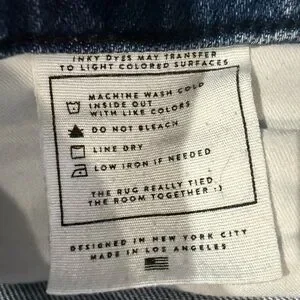 INKY DYES MAY TRANSFER
TO LIGHT COLORED SURFACES
MACHINE WASH COLD
INSIDE OUT
WITH LIKE COLORS
DO NOT BLEACH
LINE DRY
LOW IRON IF NEEDED
THE RUG REALLY TIED
THE ROOM TOGETHER :)
DESIGNED IN NEW YORK CITY
MADE IN LOS ANGELES